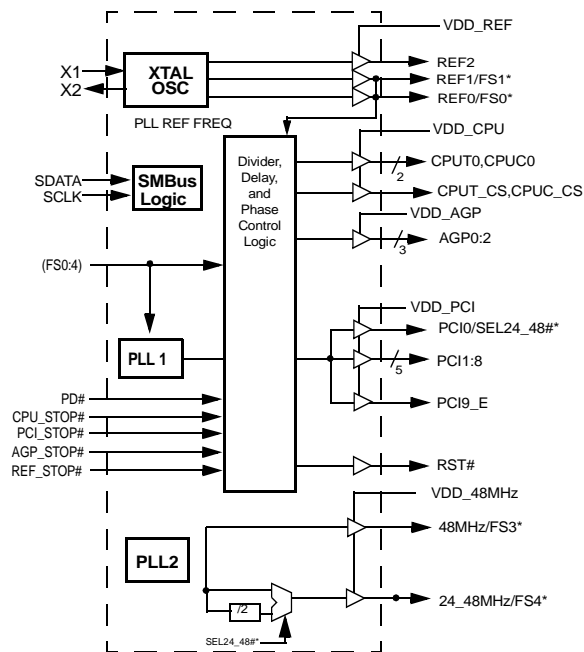 VDD_REF
X1
X2
XTAL
OSC
REF2
REF1/FS1*
REF0/FS0*
PLL REF FREQ
VDD_CPU
SDATA
SCLK
SMBus
Logic
Divider,
Delay,
and
Phase
Control
Logic
2
CPUT0,CPUC0
CPUT_CS,CPUC_CS
VDD_AGP
3
AGP0:2
(FS0:4)
VDD_PCI
PCI0/SEL24_48#*
PLL 1
5
PCI1:8
PCI9_E
PD#
CPU_STOP#
PCI_STOP#
AGP_STOP#
REF_STOP#
RST#
VDD_48MHz
48MHz/FS3*
PLL2
/2
24_48MHz/FS4*
SEL24_48#*